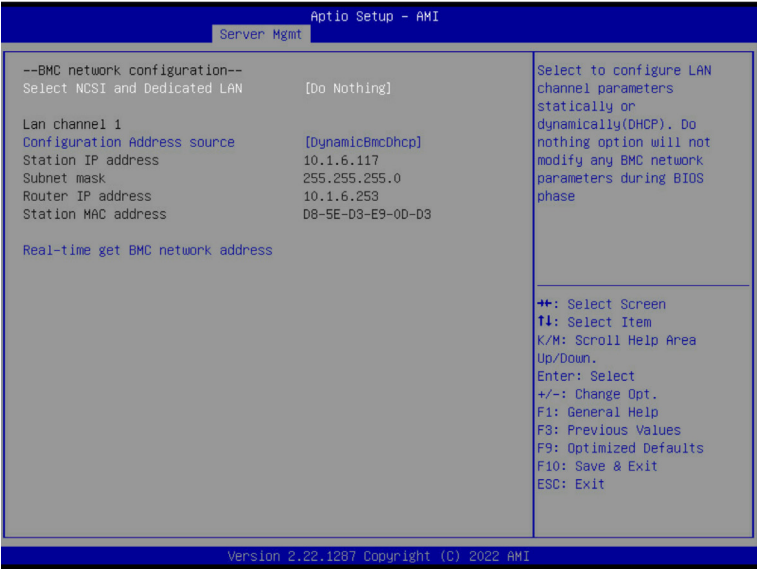 Aptio Setup – AMI
Server Mgmt
--BMC network configuration--
Select NCSI and Dedicated LAN [Do Nothing]
Lan channel 1
Configuration Address source [DynamicBmcDhcp]
Station IP address 10.1.6.117
Subnet mask 255.255.255.0
Router IP address 10.1.6.253
Station MAC address D8-5E-D3-E9-0D-D3
Real-time get BMC network address
Select to configure LAN
channel parameters
statically or
dynamically(DHCP). Do
nothing option will not
modify any BMC network
parameters during BIOS
phase
→←: Select Screen
↑↓: Select Item
K/M: Scroll Help Area
Up/Down.
Enter: Select
+/-: Change Opt.
F1: General Help
F3: Previous Values
F9: Optimized Defaults
F10: Save & Exit
ESC: Exit
Version 2.22.1287 Copyright (C) 2022 AMI